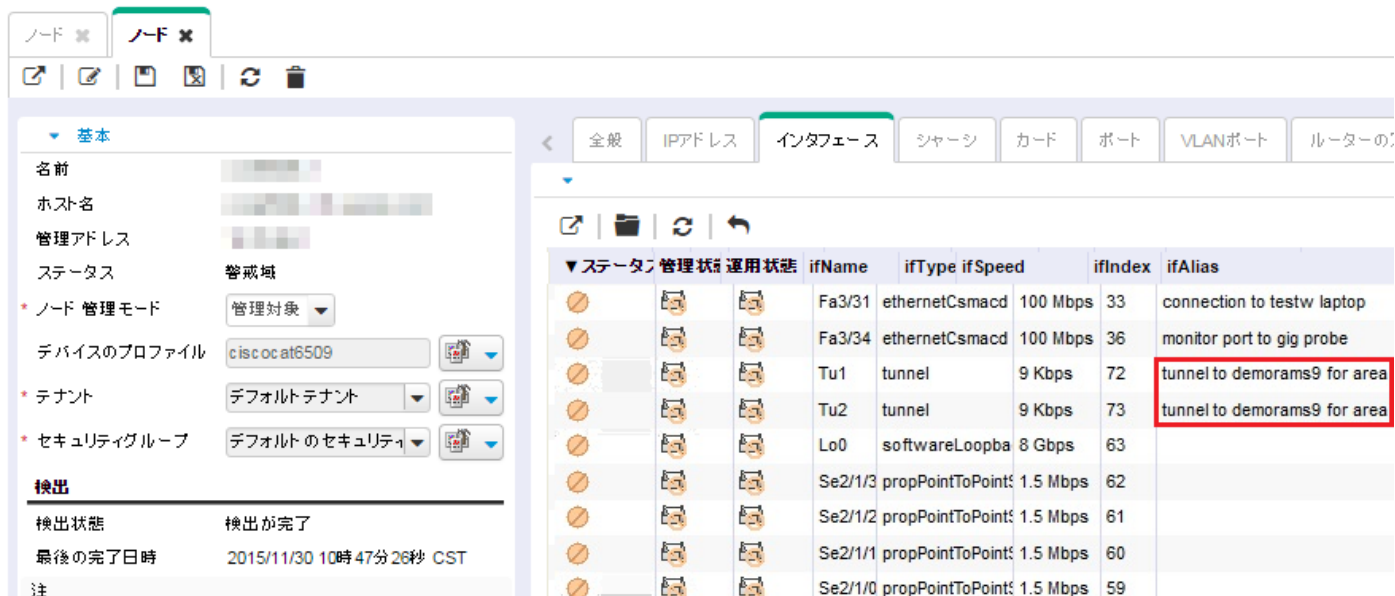 ノード ノード
基本
名前
ホスト名
管理アドレス
ステータス 警戒域
* ノード 管理モード 管理対象
デバイスのプロファイル ciscocat6509
* テナント デフォルト テナント
* セキュリティグループ デフォルトのセキュリティ
検出
検出状態 検出が完了
最後の完了日時 2015/11/30 10時47分26秒 CST
注
全般 IPアドレス インタフェース シャーシ カード ポート VLANポート ルーターの
▼ステータス 管理状態 運用状態 ifName ifType ifSpeed ifIndex ifAlias
Fa3/31 ethernetCsmacd 100 Mbps 33 connection to testw laptop
Fa3/34 ethernetCsmacd 100 Mbps 36 monitor port to gig probe
Tu1 tunnel 9 Kbps 72 tunnel to demorams9 for area
Tu2 tunnel 9 Kbps 73 tunnel to demorams9 for area
Lo0 softwareLoopba 8 Gbps 63
Se2/1/3 propPointToPointS 1.5 Mbps 62
Se2/1/2 propPointToPointS 1.5 Mbps 61
Se2/1/1 propPointToPointS 1.5 Mbps 60
Se2/1/0 propPointToPointS 1.5 Mbps 59